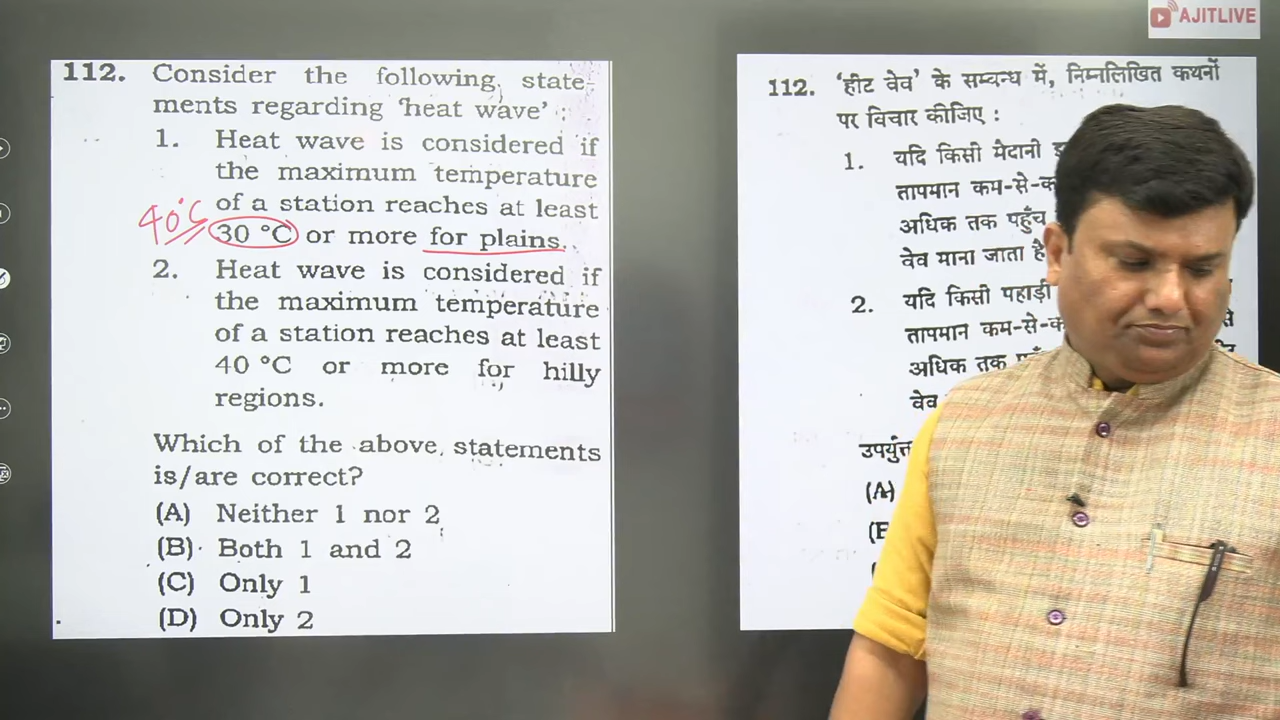 AJITLIVE
112. Consider the following state-
ments regarding 'heat wave' :
1. Heat wave is considered if
the maximum temperature
of a station reaches at least
40°C
30 °C or more for plains.
2. Heat wave is considered if
the maximum temperature
of a station reaches at least
40 °C or more for hilly
regions.
Which of the above statements
is/are correct?
(A) Neither 1 nor 2
(B) Both 1 and 2
(C) Only 1
(D) Only 2
112. 'हीट वेव' के सम्बन्ध में, निम्नलिखित कथनों
पर विचार कीजिए :
1. यदि किसी मैदानी
तापमान कम-से-क
अधिक तक पहुँच
वेव माना जाता है
2. यदि किसी पहाड़ी
तापमान कम-से-क
अधिक तक
वेव
(A)